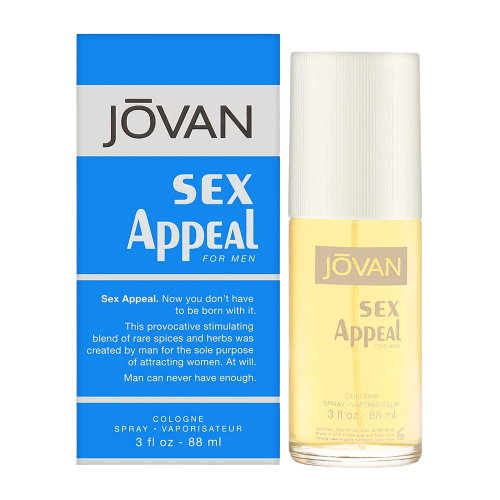 JŌVAN
SEX
Appeal
FOR MEN
Sex Appeal. Now you don't have
to be born with it.
This provocative stimulating
blend of rare spices and herbs was
created by man for the sole purpose
of attracting women. At will.
Man can never have enough.
COLOGNE
SPRAY • VAPORISATEUR
3 fl oz - 88 ml
JŌVAN
SEX
Appeal
FOR MEN
COLOGNE
SPRAY • VAPORISATEUR
3 fl oz - 88 ml